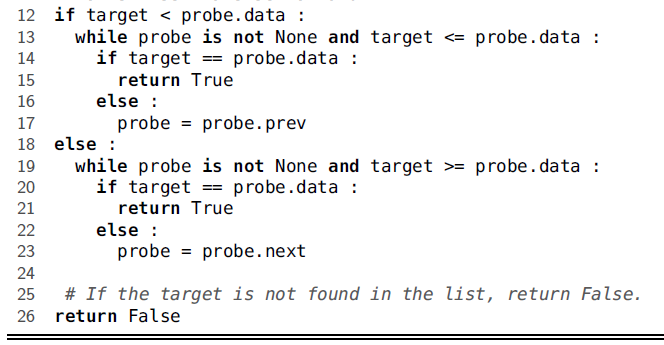 12 if target < probe.data :
13 while probe is not None and target <= probe.data :
14 if target == probe.data :
15 return True
16 else :
17 probe = probe.prev
18 else :
19 while probe is not None and target >= probe.data :
20 if target == probe.data :
21 return True
22 else :
23 probe = probe.next
24
25 # If the target is not found in the list, return False.
26 return False